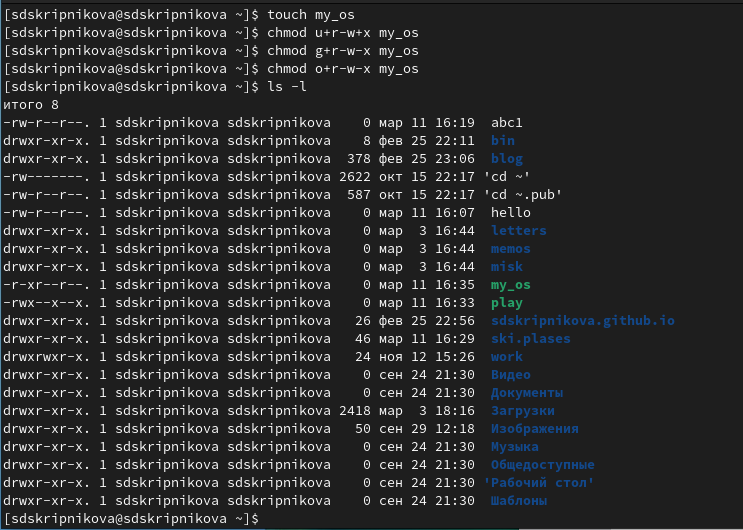 [sdskripnikova@sdskripnikova ~]$ touch my_os
[sdskripnikova@sdskripnikova ~]$ chmod u+r-w+x my_os
[sdskripnikova@sdskripnikova ~]$ chmod g+r-w-x my_os
[sdskripnikova@sdskripnikova ~]$ chmod o+r-w-x my_os
[sdskripnikova@sdskripnikova ~]$ ls -l
итого 8
-rw-r--r--. 1 sdskripnikova sdskripnikova    0 мар 11 16:19  abc1
drwxr-xr-x. 1 sdskripnikova sdskripnikova    8 фев 25 22:11  bin
drwxr-xr-x. 1 sdskripnikova sdskripnikova  378 фев 25 23:06  blog
-rw-------. 1 sdskripnikova sdskripnikova 2622 окт 15 22:17 'cd ~'
-rw-r--r--. 1 sdskripnikova sdskripnikova  587 окт 15 22:17 'cd ~.pub'
-rw-r--r--. 1 sdskripnikova sdskripnikova    0 мар 11 16:07  hello
drwxr-xr-x. 1 sdskripnikova sdskripnikova    0 мар  3 16:44  letters
drwxr-xr-x. 1 sdskripnikova sdskripnikova    0 мар  3 16:44  memos
drwxr-xr-x. 1 sdskripnikova sdskripnikova    0 мар  3 16:44  misk
-r-xr--r--. 1 sdskripnikova sdskripnikova    0 мар 11 16:35  my_os
-rwx--x--x. 1 sdskripnikova sdskripnikova    0 мар 11 16:33  play
drwxr-xr-x. 1 sdskripnikova sdskripnikova   26 фев 25 22:56  sdskripnikova.github.io
drwxr-xr-x. 1 sdskripnikova sdskripnikova   46 мар 11 16:29  ski.plases
drwxrwxr-x. 1 sdskripnikova sdskripnikova   24 ноя 12 15:26  work
drwxr-xr-x. 1 sdskripnikova sdskripnikova    0 сен 24 21:30  Видео
drwxr-xr-x. 1 sdskripnikova sdskripnikova    0 сен 24 21:30  Документы
drwxr-xr-x. 1 sdskripnikova sdskripnikova 2418 мар  3 18:16  Загрузки
drwxr-xr-x. 1 sdskripnikova sdskripnikova   50 сен 29 12:18  Изображения
drwxr-xr-x. 1 sdskripnikova sdskripnikova    0 сен 24 21:30  Музыка
drwxr-xr-x. 1 sdskripnikova sdskripnikova    0 сен 24 21:30  Общедоступные
drwxr-xr-x. 1 sdskripnikova sdskripnikova    0 сен 24 21:30 'Рабочий стол'
drwxr-xr-x. 1 sdskripnikova sdskripnikova    0 сен 24 21:30  Шаблоны
[sdskripnikova@sdskripnikova ~]$